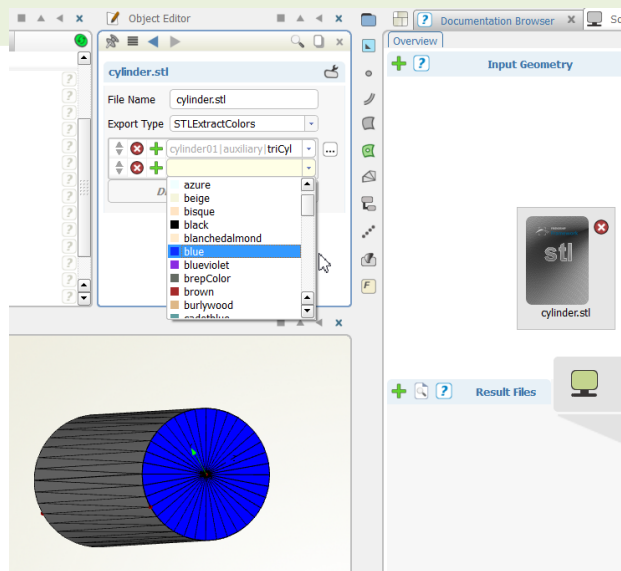 Object Editor
cylinder.stl
File Name cylinder.stl
Export Type STLExtractColors
cylinder01|auxiliary|triCyl ...
azure
beige
bisque
black
blanchedalmond
blue
blueviolet
brepColor
brown
burlywood
cadetblue
F
? Documentation Browser
Overview
? Input Geometry
stl
cylinder.stl
? Result Files